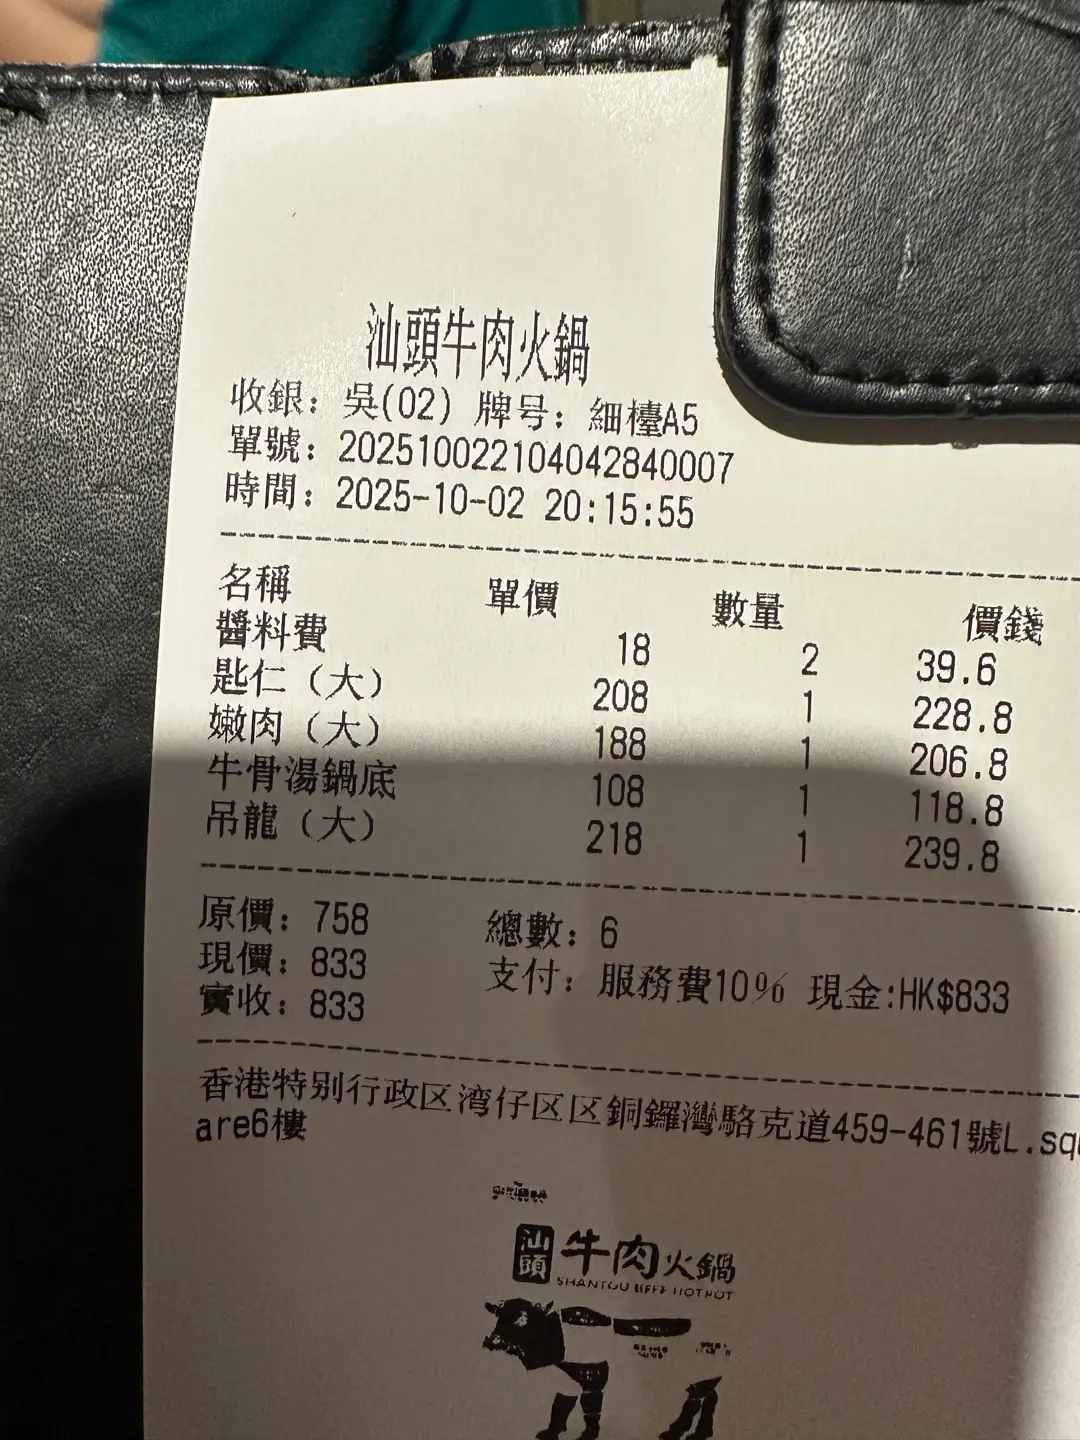 汕頭牛肉火鍋
收銀：吳(02) 牌号：細檯A5
單號：2025100221040428​40007
時間：2025-10-02 20:15:55
名稱 單價 數量 價錢
醬料費 18 2 39.6
匙仁（大） 208 1 228.8
嫩肉（大） 188 1 206.8
牛骨湯鍋底 108 1 118.8
吊龍（大） 218 1 239.8
原價：758 總數：6
現價：833 支付：服務費10% 現金:HK$833
實收：833
香港特别行政区湾仔区区銅鑼灣駱克道459-461號L.squ
are6樓
汕頭 牛肉火鍋
SHANTOU BEEF HOTPOT